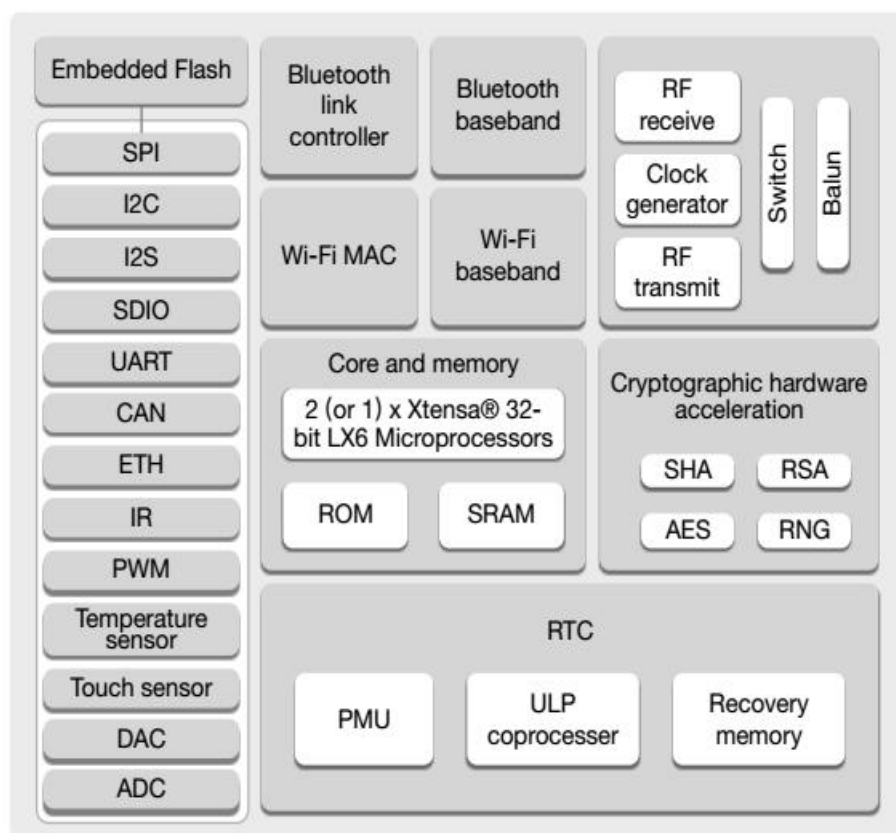 Embedded Flash
SPI
I2C
I2S
SDIO
UART
CAN
ETH
IR
PWM
Temperature
sensor
Touch sensor
DAC
ADC
Bluetooth
link
controller
Bluetooth
baseband
Wi-Fi MAC
Wi-Fi
baseband
RF
receive
Clock
generator
RF
transmit
Switch
Balun
Core and memory
2 (or 1) x Xtensa® 32-
bit LX6 Microprocessors
ROM
SRAM
Cryptographic hardware
acceleration
SHA
RSA
AES
RNG
RTC
PMU
ULP
coprocesser
Recovery
memory